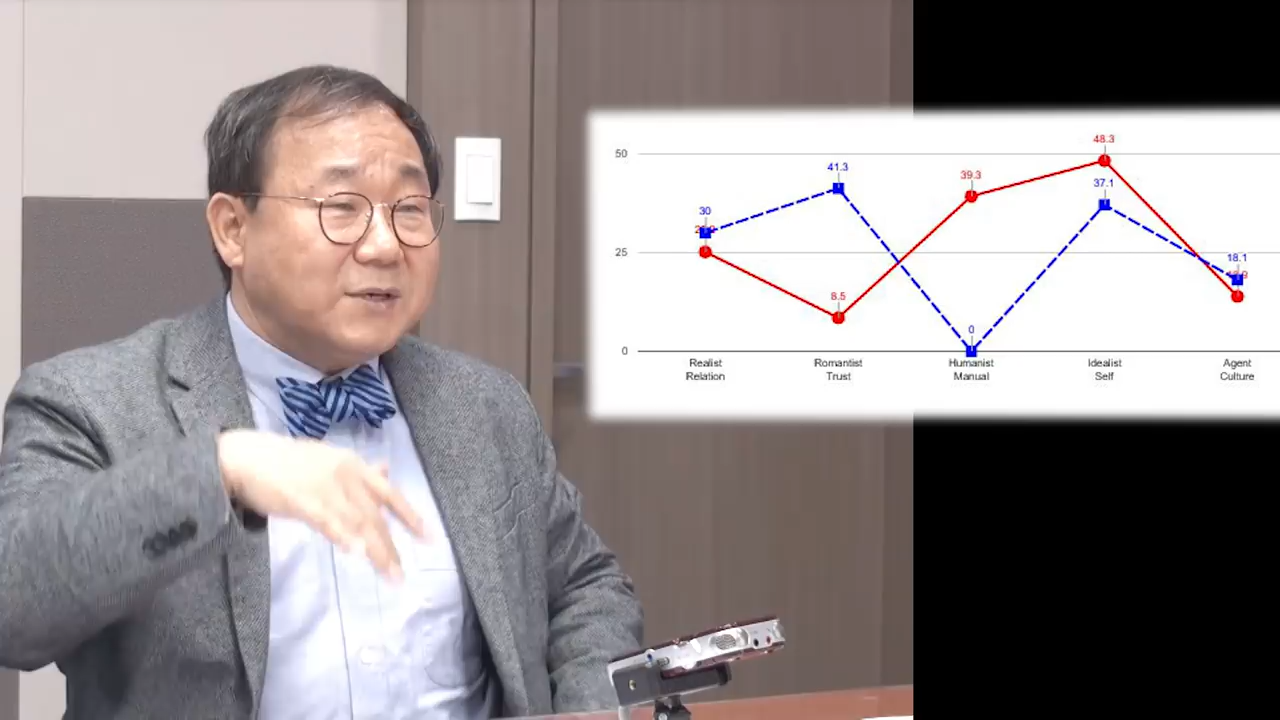 50
25
0
30
41.3
8.5
39.3
0
48.3
37.1
18.1
Realist
Relation
Romantist
Trust
Humanist
Manual
Idealist
Self
Agent
Culture